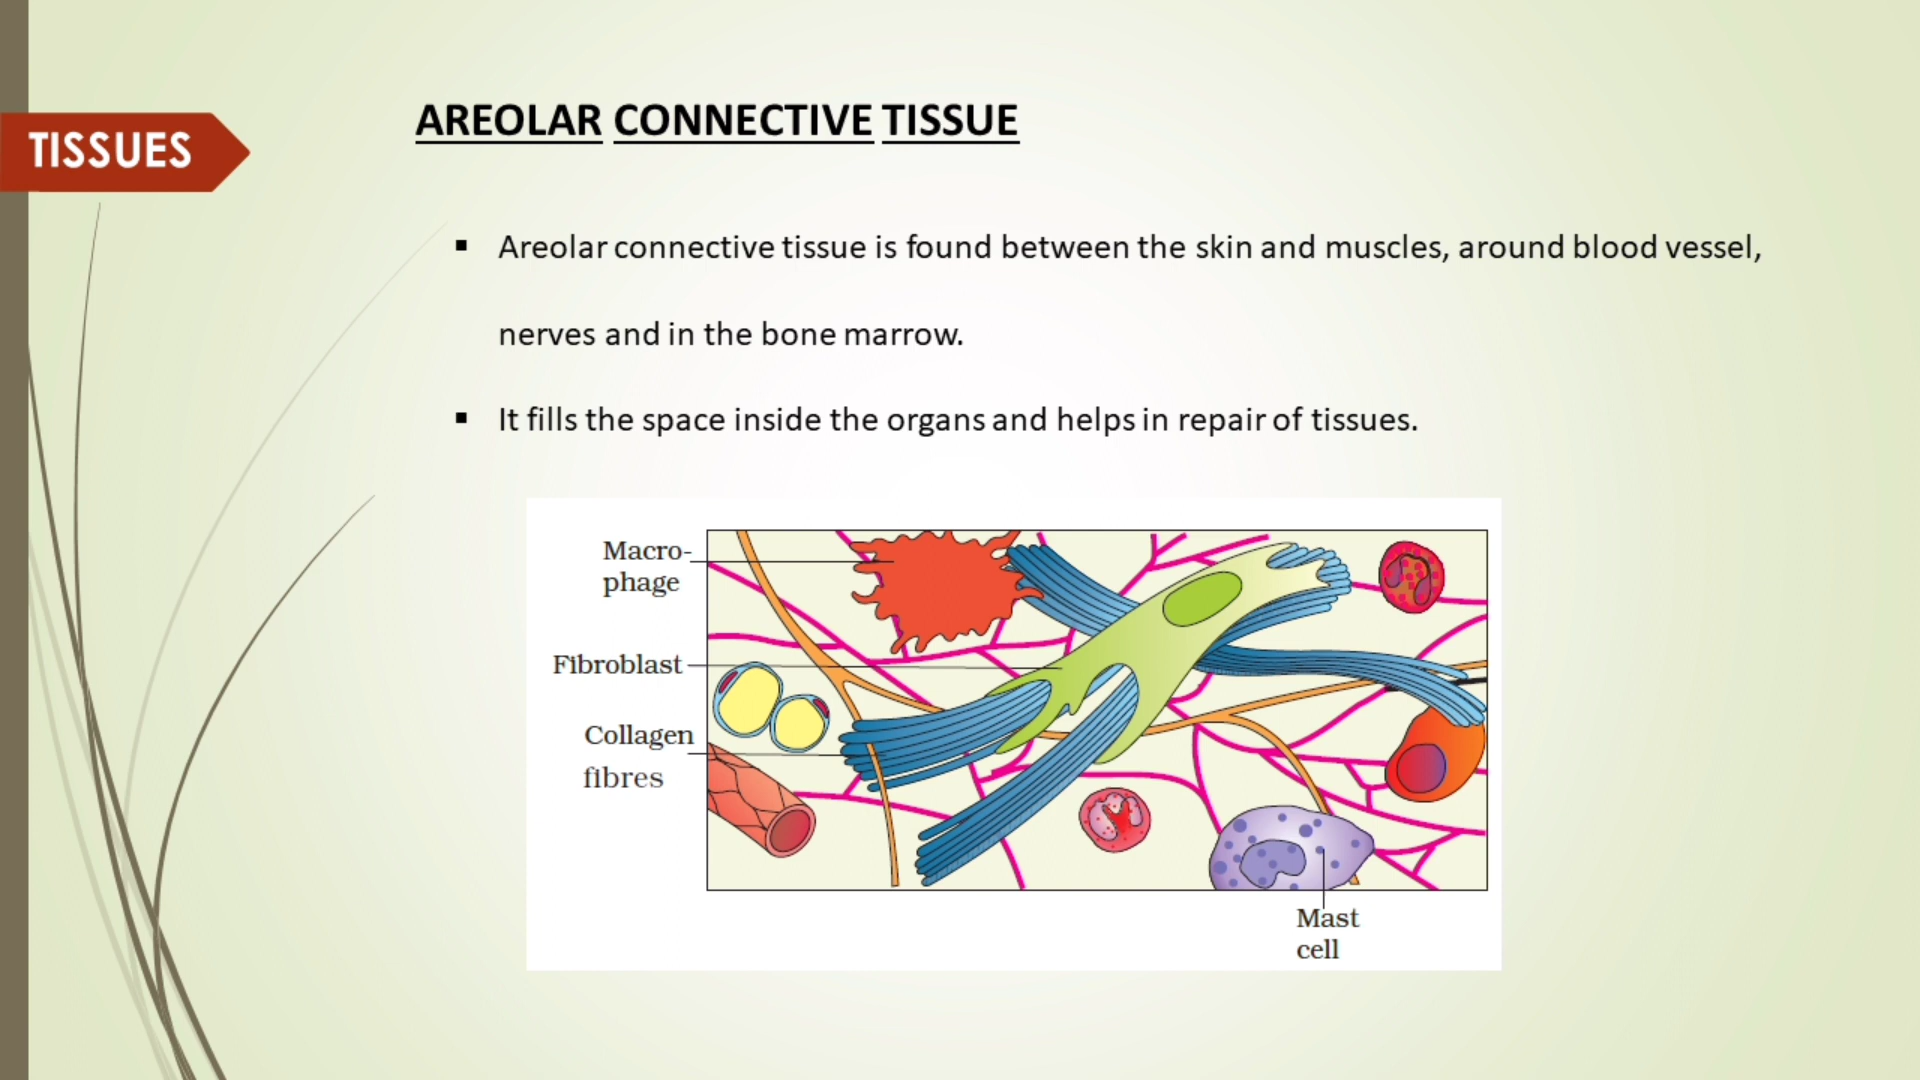 TISSUES
AREOLAR CONNECTIVE TISSUE
▪ Areolar connective tissue is found between the skin and muscles, around blood vessel,
nerves and in the bone marrow.
▪ It fills the space inside the organs and helps in repair of tissues.
Macro-
phage
Fibroblast
Collagen
fibres
Mast
cell